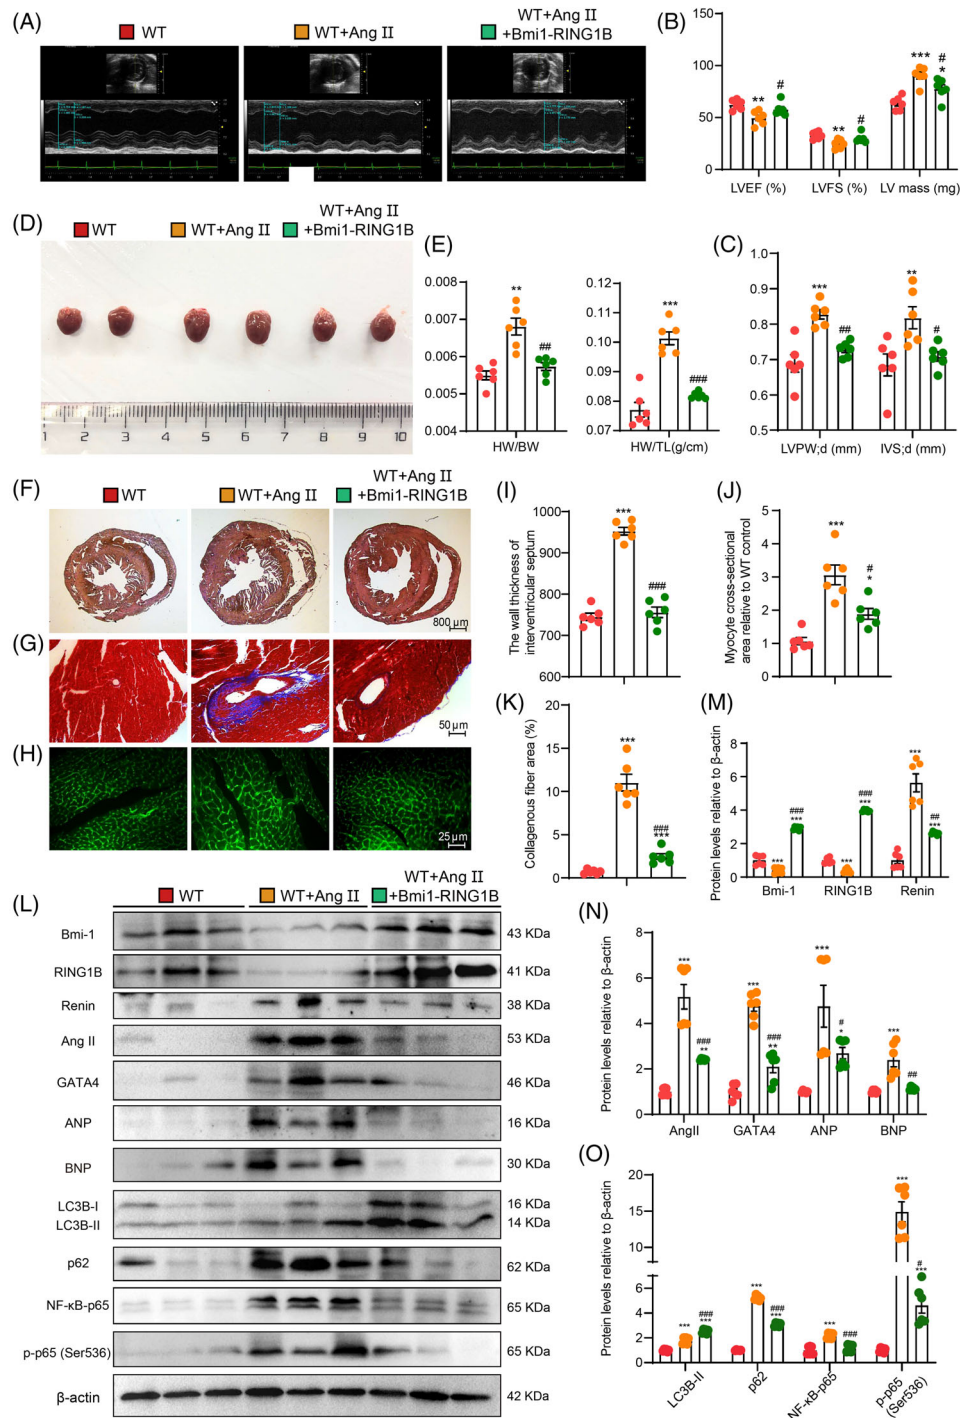 (A)
WT
WT+Ang II
WT+Ang II
+Bmi1-RING1B
(B)
150
100
50
0
**
#
**
#
***
#
*
LVEF (%)
LVFS (%)
LV mass (mg)
(D)
WT
WT+Ang II
WT+Ang II
+Bmi1-RING1B
1 2 3 4 5 6 7 8 9 10
(E)
0.008
0.007
0.006
0.005
0.004
**
##
HW/BW
0.12
0.11
0.10
0.09
0.08
0.07
***
###
HW/TL(g/cm)
(C)
1.0
0.9
0.8
0.7
0.6
0.5
***
##
**
#
LVPW;d (mm)
IVS;d (mm)
(F)
WT
WT+Ang II
WT+Ang II
+Bmi1-RING1B
800 µm
(G)
50 µm
(H)
25 µm
(I)
The wall thickness of
interventricular septum
1000
900
800
700
600
***
###
(J)
Myocyte cross-sectional
area relative to WT control
5
4
3
2
1
0
***
#
*
(K)
Collagenous fiber area (%)
20
15
10
5
0
***
###
***
(M)
Protein levels relative to β-actin
8
6
4
2
0
***
###
***
***
###
***
***
##
***
Bmi-1
RING1B
Renin
(L)
WT
WT+Ang II
WT+Ang II
+Bmi1-RING1B
Bmi-1
43 KDa
RING1B
41 KDa
Renin
38 KDa
Ang II
53 KDa
GATA4
46 KDa
ANP
16 KDa
BNP
30 KDa
LC3B-I
16 KDa
LC3B-II
14 KDa
p62
62 KDa
NF-κB-p65
65 KDa
p-p65 (Ser536)
65 KDa
β-actin
42 KDa
(N)
Protein levels relative to β-actin
8
6
4
2
0
***
###
**
***
###
**
***
#
*
***
##
AngII
GATA4
ANP
BNP
(O)
Protein levels relative to β-actin
20
15
10
6
4
2
0
***
###
***
***
###
***
***
###
***
#
***
LC3B-II
p62
NF-κB-p65
p-p65
(Ser536)